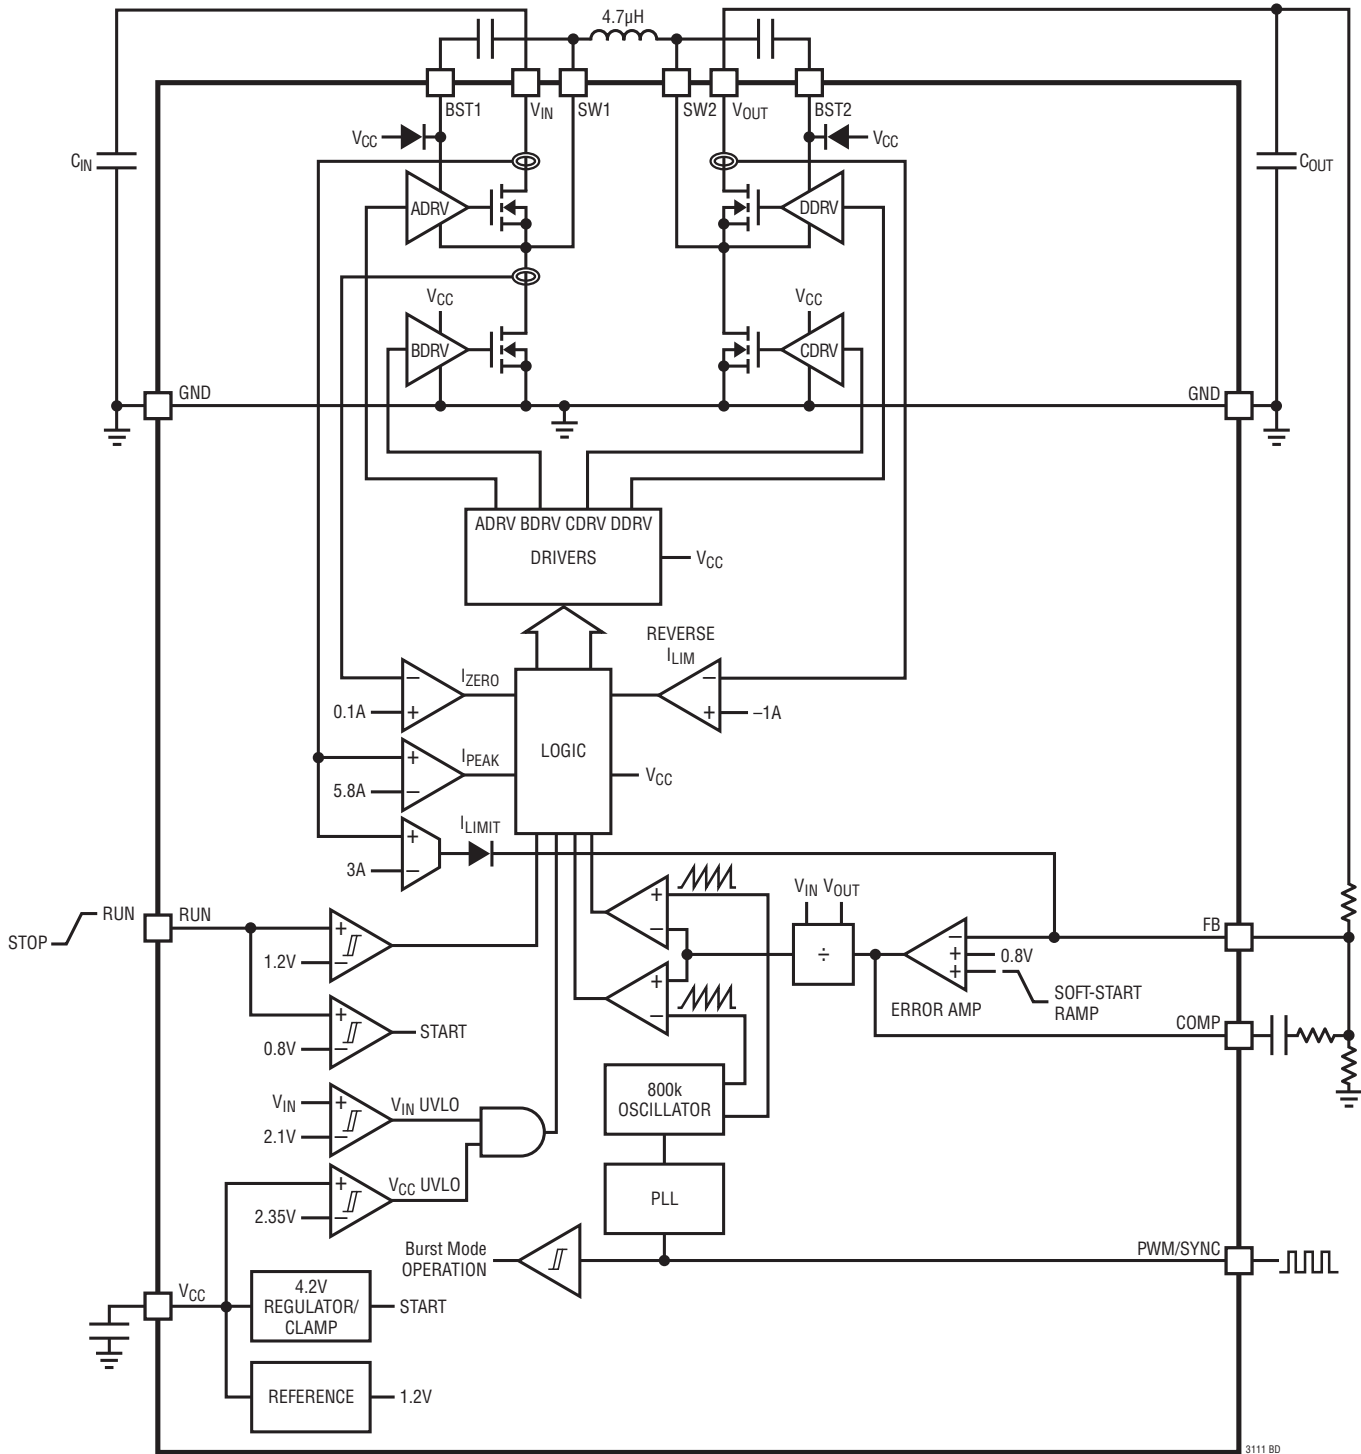 4.7µH
BST1
VIN
SW1
SW2
VOUT
BST2
VCC
VCC
CIN
COUT
ADRV
DDRV
VCC
VCC
BDRV
CDRV
GND
GND
ADRV BDRV CDRV DDRV
DRIVERS
VCC
REVERSE
ILIM
IZERO
–
+
0.1A
–
+
–1A
LOGIC
IPEAK
+
–
5.8A
VCC
ILIMIT
+
–
3A
VIN VOUT
RUN
STOP
RUN
+
–
1.2V
+
–
÷
–
+
+
0.8V
FB
ERROR AMP
SOFT-START
RAMP
+
–
START
0.8V
+
–
COMP
800k
OSCILLATOR
VIN
+
–
2.1V
VIN UVLO
VCC UVLO
+
–
2.35V
PLL
Burst Mode
OPERATION
PWM/SYNC
VCC
4.2V
REGULATOR/
CLAMP
START
REFERENCE
1.2V
3111 BD